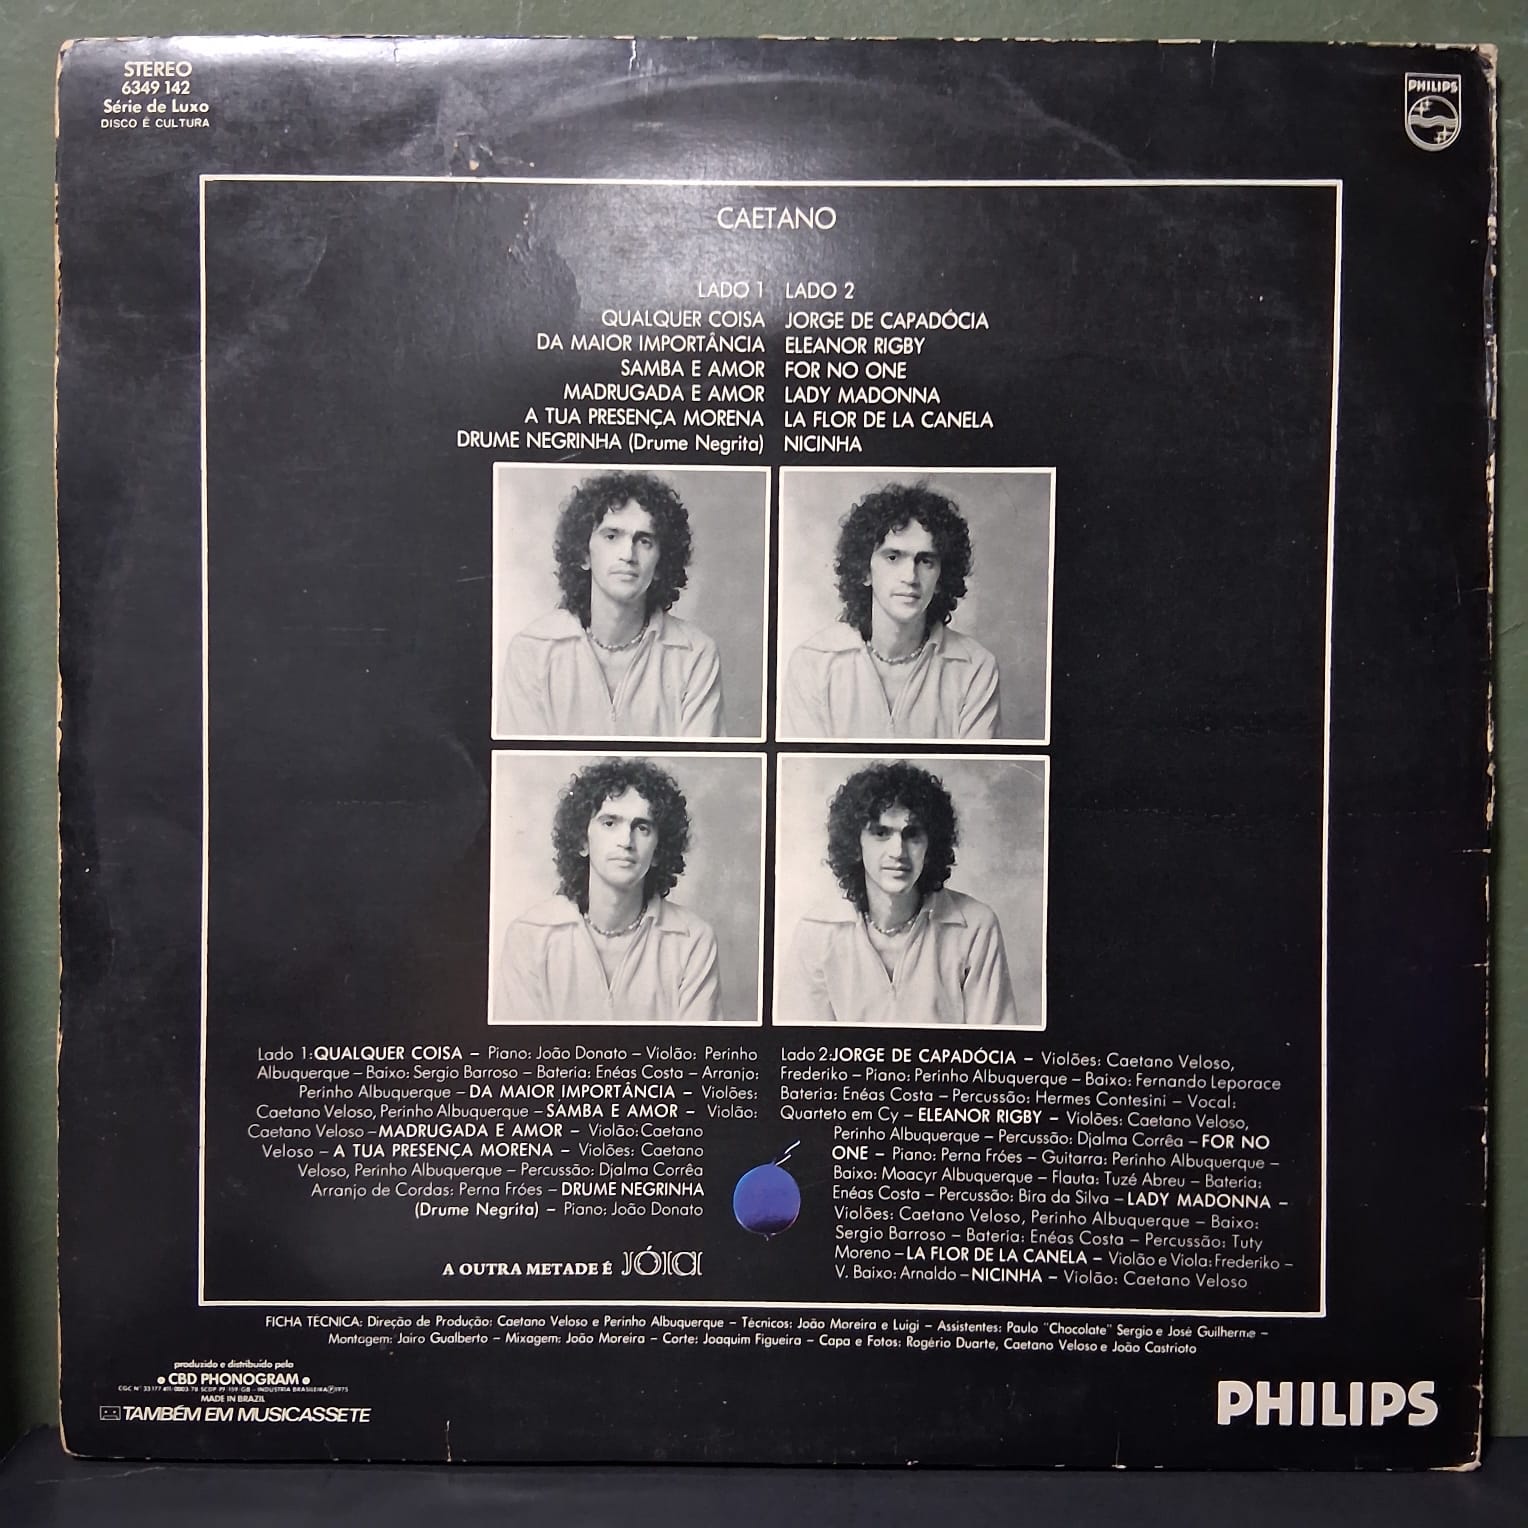 STEREO
6349 142
Série de Luxo
DISCO É CULTURA
PHILIPS
CAETANO
LADO 1
QUALQUER COISA
DA MAIOR IMPORTÂNCIA
SAMBA E AMOR
MADRUGADA E AMOR
A TUA PRESENÇA MORENA
DRUME NEGRINHA (Drume Negrita)
LADO 2
JORGE DE CAPADÓCIA
ELEANOR RIGBY
FOR NO ONE
LADY MADONNA
LA FLOR DE LA CANELA
NICINHA
Lado 1:QUALQUER COISA – Piano: João Donato – Violão: Perinho
Albuquerque – Baixo: Sergio Barroso – Bateria: Enéas Costa – Arranjo:
Perinho Albuquerque – DA MAIOR IMPORTÂNCIA – Violões:
Caetano Veloso, Perinho Albuquerque – SAMBA E AMOR – Violão:
Caetano Veloso – MADRUGADA E AMOR – Violão: Caetano
Veloso – A TUA PRESENÇA MORENA – Violões: Caetano
Veloso, Perinho Albuquerque – Percussão: Djalma Corrêa
Arranjo de Cordas: Perna Fróes – DRUME NEGRINHA
(Drume Negrita) – Piano: João Donato
A OUTRA METADE É JÓIA
Lado 2:JORGE DE CAPADÓCIA – Violões: Caetano Veloso,
Frederiko – Piano: Perinho Albuquerque – Baixo: Fernando Leporace
Bateria: Enéas Costa – Percussão: Hermes Contesini – Vocal:
Quarteto em Cy – ELEANOR RIGBY – Violões: Caetano Veloso,
Perinho Albuquerque – Percussão: Djalma Corrêa – FOR NO
ONE – Piano: Perna Fróes – Guitarra: Perinho Albuquerque –
Baixo: Moacyr Albuquerque – Flauta: Tuzé Abreu – Bateria:
Enéas Costa – Percussão: Bira da Silva – LADY MADONNA –
Violões: Caetano Veloso, Perinho Albuquerque – Baixo:
Sergio Barroso – Bateria: Enéas Costa – Percussão: Tuty
Moreno – LA FLOR DE LA CANELA – Violão e Viola: Frederiko –
V. Baixo: Arnaldo – NICINHA – Violão: Caetano Veloso
FICHA TÉCNICA: Direção de Produção: Caetano Veloso e Perinho Albuquerque – Técnicos: João Moreira e Luigi – Assistentes: Paulo "Chocolate" Sergio e José Guilherme –
Montagem: Jairo Gualberto – Mixagem: João Moreira – Corte: Joaquim Figueira – Capa e Fotos: Rogério Duarte, Caetano Veloso e João Castrioto
produzido e distribuido pela
CBD PHONOGRAM
INDUSTRIA BRASILEIRA Ⓟ 1975
MADE IN BRAZIL
TAMBÉM EM MUSICASSETE
PHILIPS